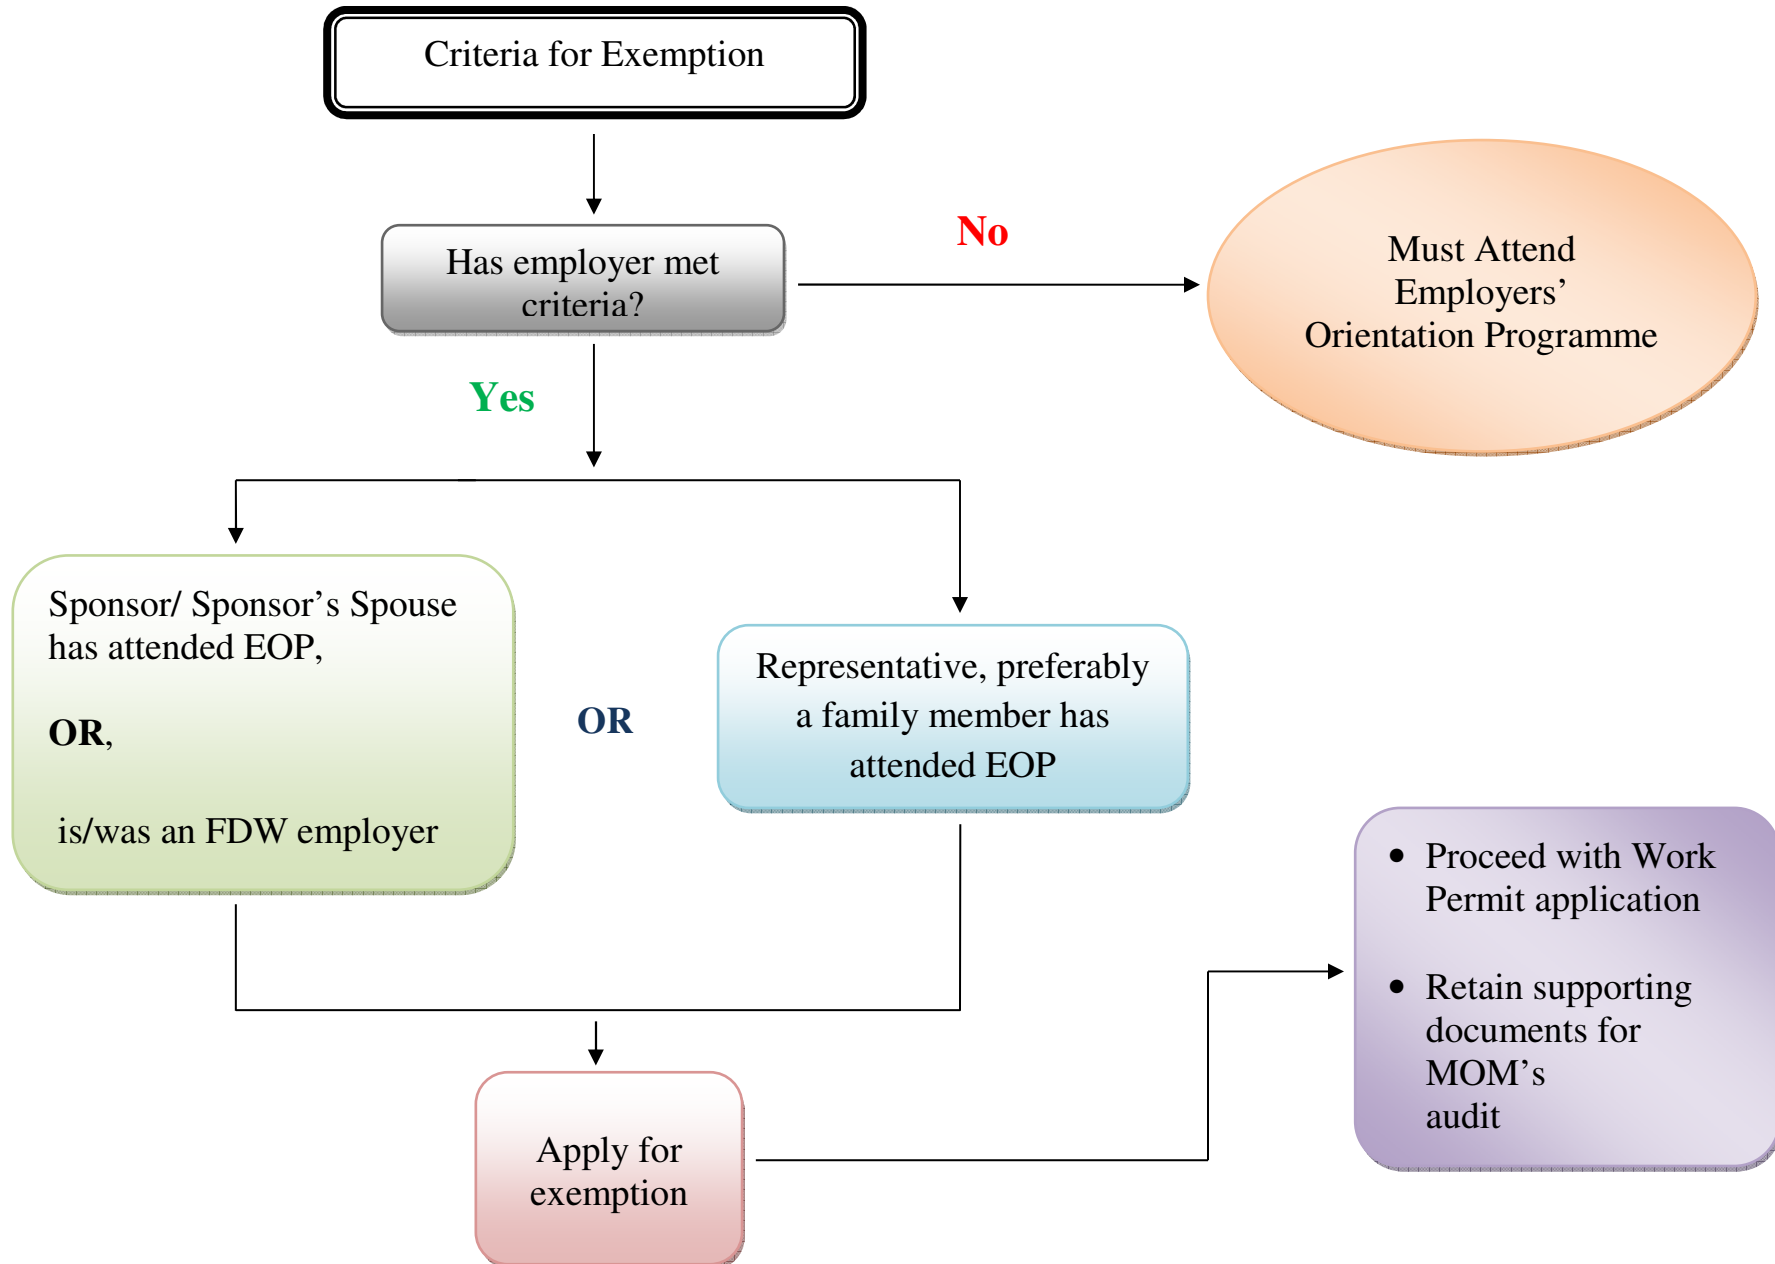 Criteria for Exemption
Has employer met
criteria?
No
Must Attend
Employers’
Orientation Programme
Yes
Sponsor/ Sponsor’s Spouse
has attended EOP,
OR,
is/was an FDW employer
OR
Representative, preferably
a family member has
attended EOP
Apply for
exemption
• Proceed with Work
Permit application
• Retain supporting
documents for
MOM’s
audit